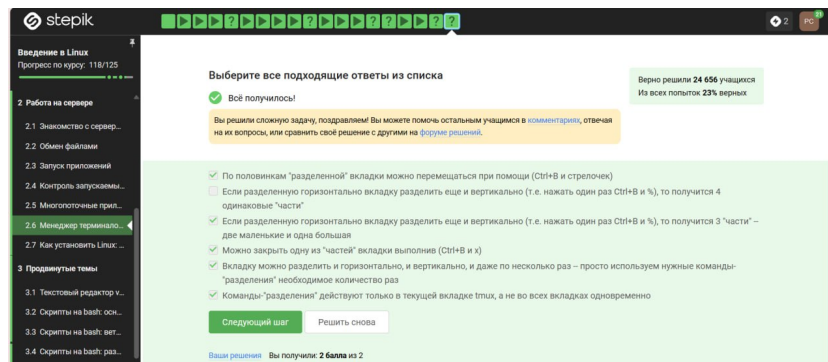 stepik
2
PC
21
Введение в Linux
Прогресс по курсу: 118/125
2 Работа на сервере
2.1 Знакомство с сервер...
2.2 Обмен файлами
2.3 Запуск приложений
2.4 Контроль запускаемы...
2.5 Многопоточные прил...
2.6 Менеджер терминало...
2.7 Как установить Linux: ...
3 Продвинутые темы
3.1 Текстовый редактор v...
3.2 Скрипты на bash: осн...
3.3 Скрипты на bash: вет...
3.4 Скрипты на bash: раз...
Выберите все подходящие ответы из списка
Всё получилось!
Верно решили 24 656 учащихся
Из всех попыток 23% верных
Вы решили сложную задачу, поздравляем! Вы можете помочь остальным учащимся в комментариях, отвечая
на их вопросы, или сравнить своё решение с другими на форуме решений.
По половинкам "разделенной" вкладки можно перемещаться при помощи (Ctrl+B и стрелочек)
Если разделенную горизонтально вкладку разделить еще и вертикально (т.е. нажать один раз Ctrl+B и %), то получится 4
одинаковые "части"
Если разделенную горизонтально вкладку разделить еще и вертикально (т.е. нажать один раз Ctrl+B и %), то получится 3 "части" –
две маленькие и одна большая
Можно закрыть одну из "частей" вкладки выполнив (Ctrl+B и x)
Вкладку можно разделить и горизонтально, и вертикально, и даже по несколько раз – просто используем нужные команды-
"разделения" необходимое количество раз
Команды-"разделения" действуют только в текущей вкладке tmux, а не во всех вкладках одновременно
Следующий шаг
Решить снова
Ваши решения Вы получили: 2 балла из 2